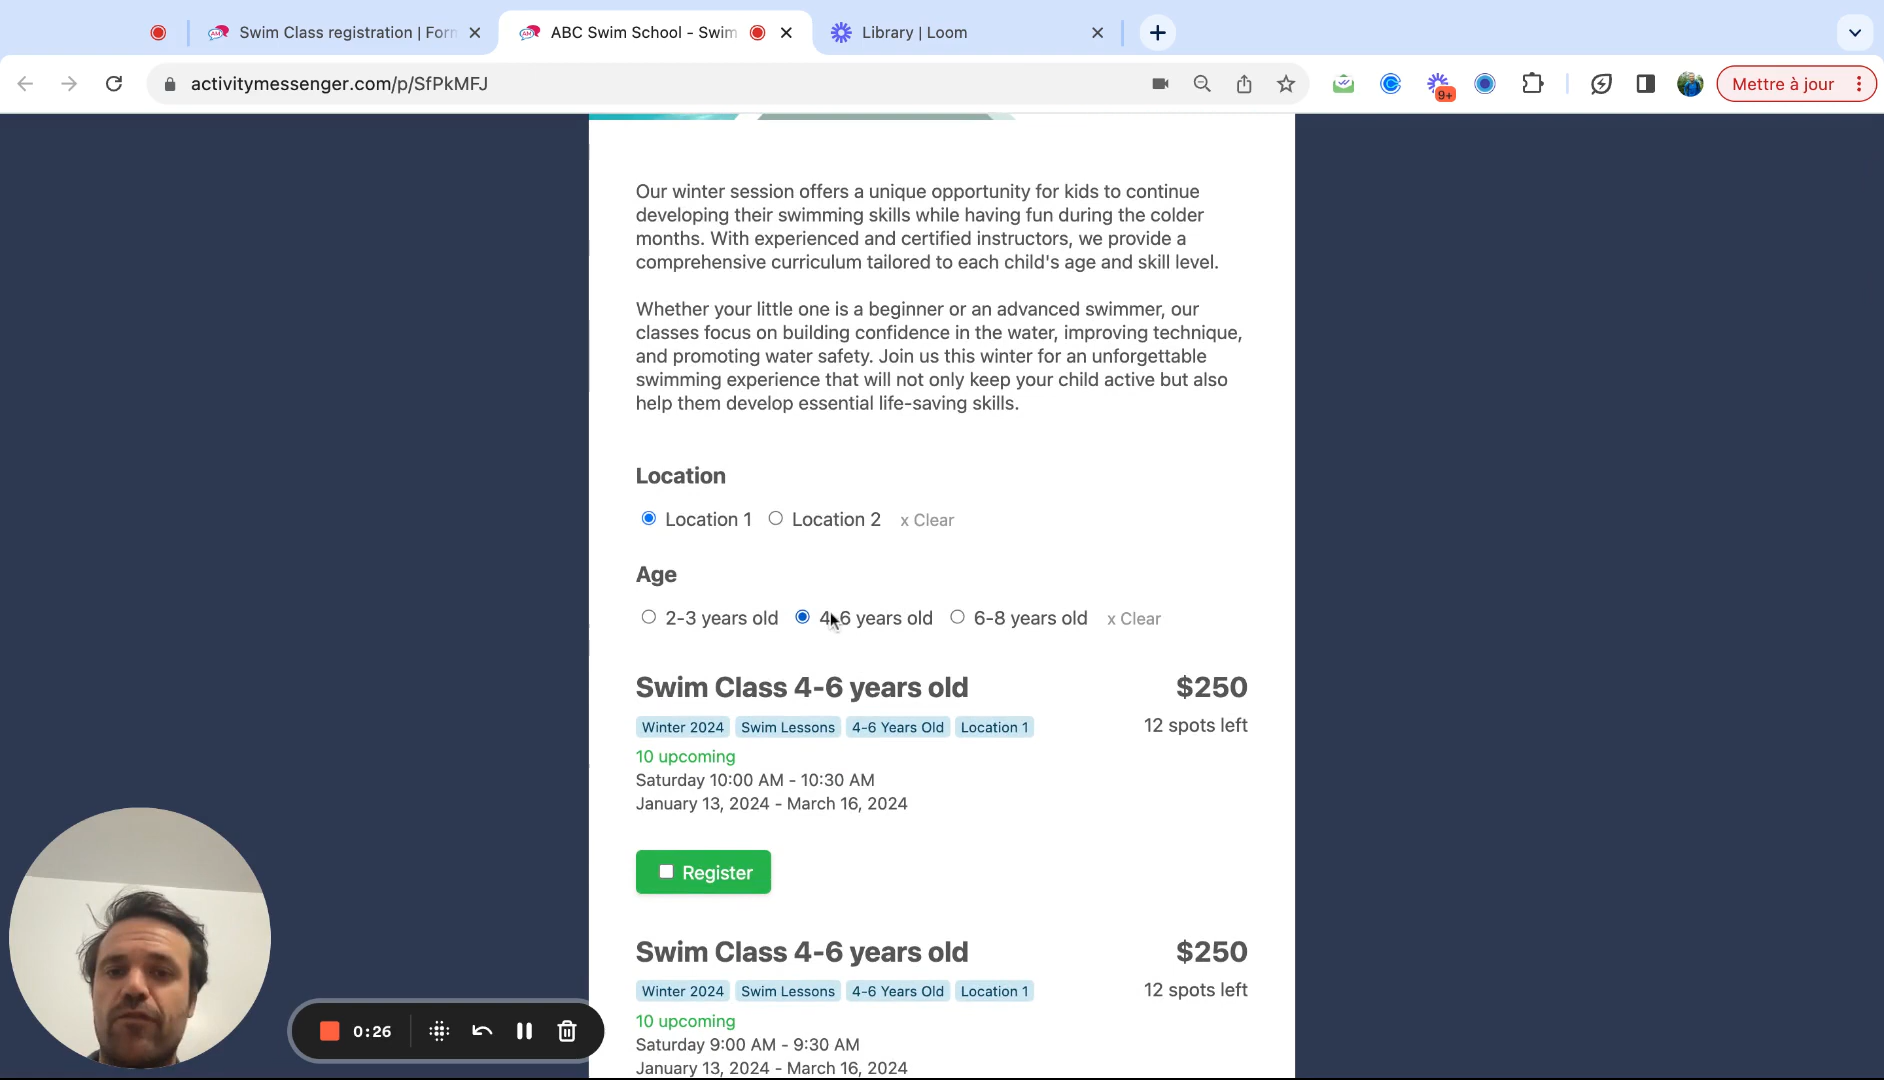 Swim Class registration | Forn
ABC Swim School - Swim
Library | Loom
activitymessenger.com/p/SfPkMFJ
9+
Mettre à jour
Our winter session offers a unique opportunity for kids to continue
developing their swimming skills while having fun during the colder
months. With experienced and certified instructors, we provide a
comprehensive curriculum tailored to each child's age and skill level.
Whether your little one is a beginner or an advanced swimmer, our
classes focus on building confidence in the water, improving technique,
and promoting water safety. Join us this winter for an unforgettable
swimming experience that will not only keep your child active but also
help them develop essential life-saving skills.
Location
Location 1 Location 2 x Clear
Age
2-3 years old 4-6 years old 6-8 years old x Clear
Swim Class 4-6 years old $250
Winter 2024 Swim Lessons 4-6 Years Old Location 1 12 spots left
10 upcoming
Saturday 10:00 AM - 10:30 AM
January 13, 2024 - March 16, 2024
Register
Swim Class 4-6 years old $250
Winter 2024 Swim Lessons 4-6 Years Old Location 1 12 spots left
10 upcoming
Saturday 9:00 AM - 9:30 AM
January 13, 2024 - March 16, 2024
0:26